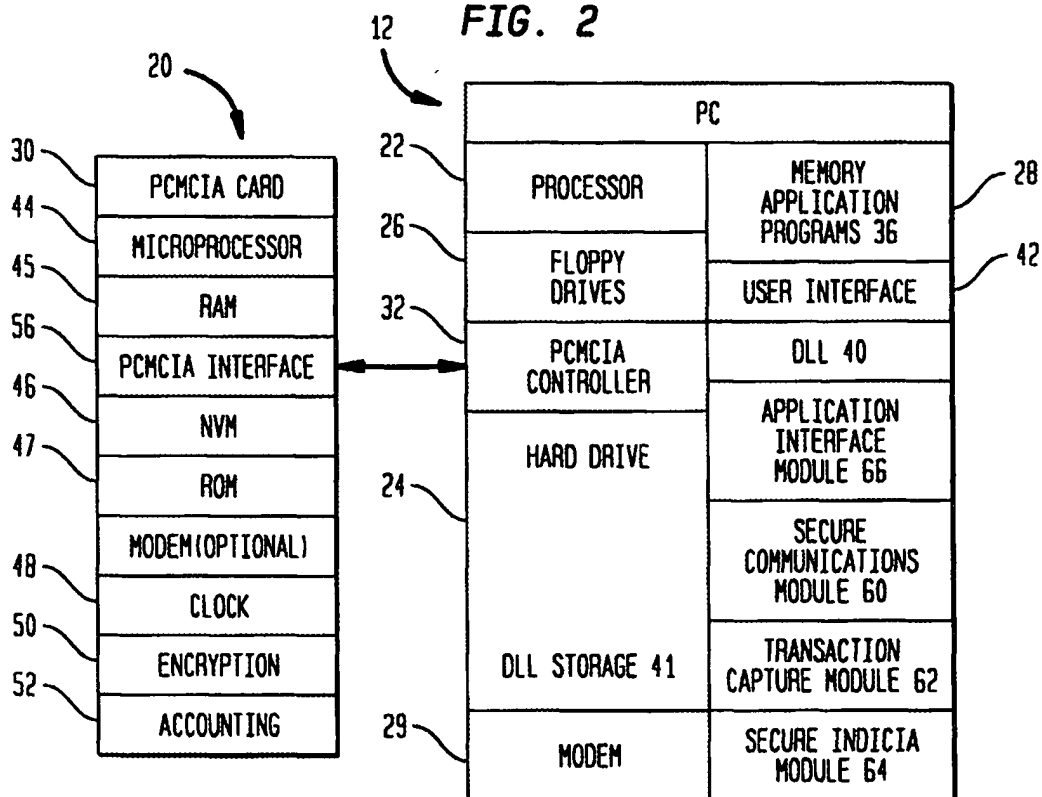 FIG. 2
12
20
30
PCMCIA CARD
44
MICROPROCESSOR
45
RAM
56
PCMCIA INTERFACE
46
NVM
47
ROM
MODEM(OPTIONAL)
48
CLOCK
50
ENCRYPTION
52
ACCOUNTING
PC
22
PROCESSOR
26
FLOPPY
DRIVES
32
PCMCIA
CONTROLLER
24
HARD DRIVE
DLL STORAGE 41
29
MODEM
MEMORY
APPLICATION
PROGRAMS 36
28
USER INTERFACE
42
DLL 40
APPLICATION
INTERFACE
MODULE 66
SECURE
COMMUNICATIONS
MODULE 60
TRANSACTION
CAPTURE MODULE 62
SECURE INDICIA
MODULE 64